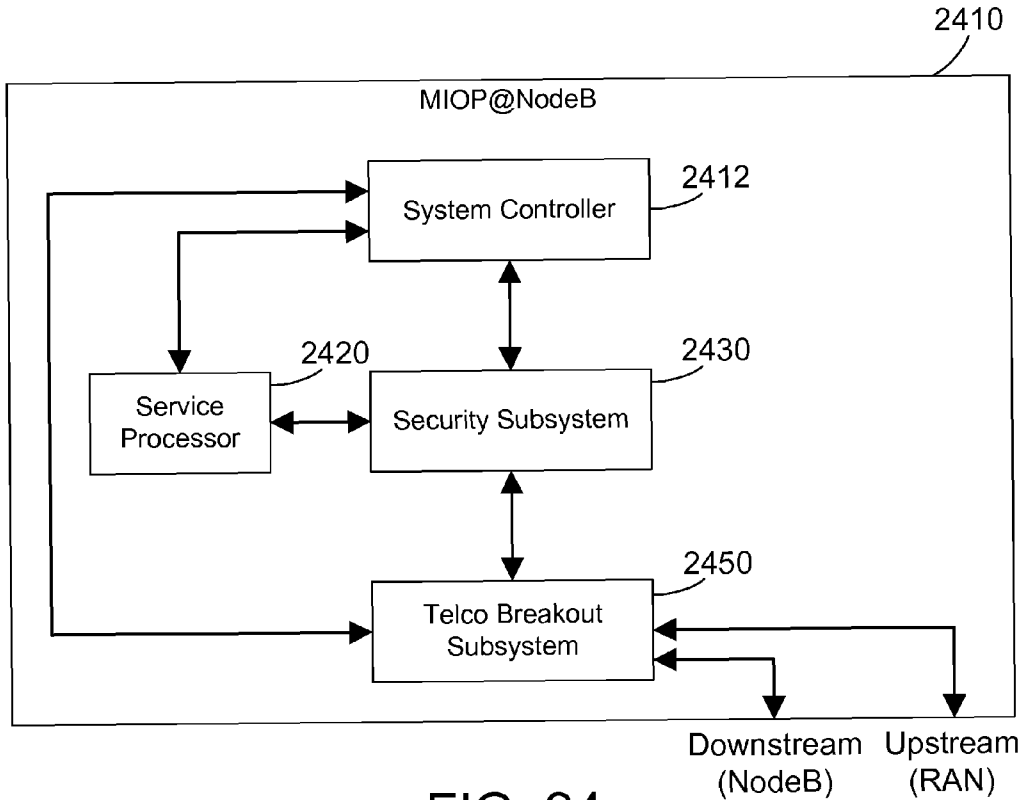 2410
MIOP@NodeB
2412
System Controller
2420
2430
Service
Processor
Security Subsystem
2450
Telco Breakout
Subsystem
Downstream
(NodeB)
Upstream
(RAN)